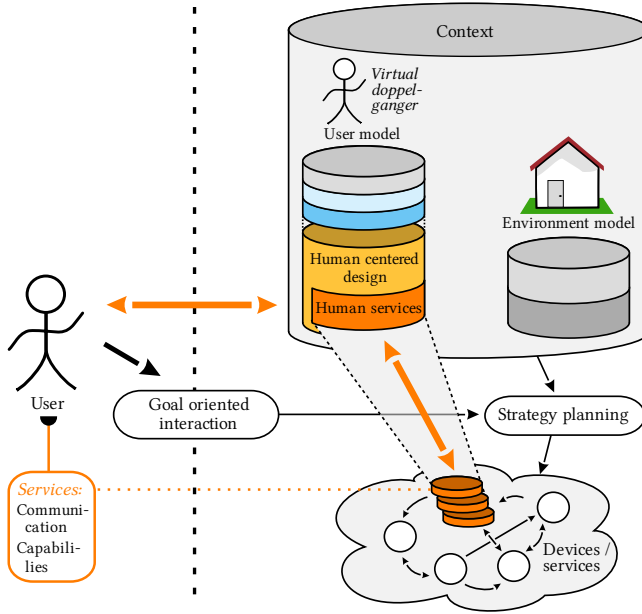 Context
Virtual
doppel-
ganger
User model
Environment model
Human centered
design
Human services
User
Goal oriented
interaction
Strategy planning
Services:
Communi-
cation
Capabili-
lies
Devices /
services